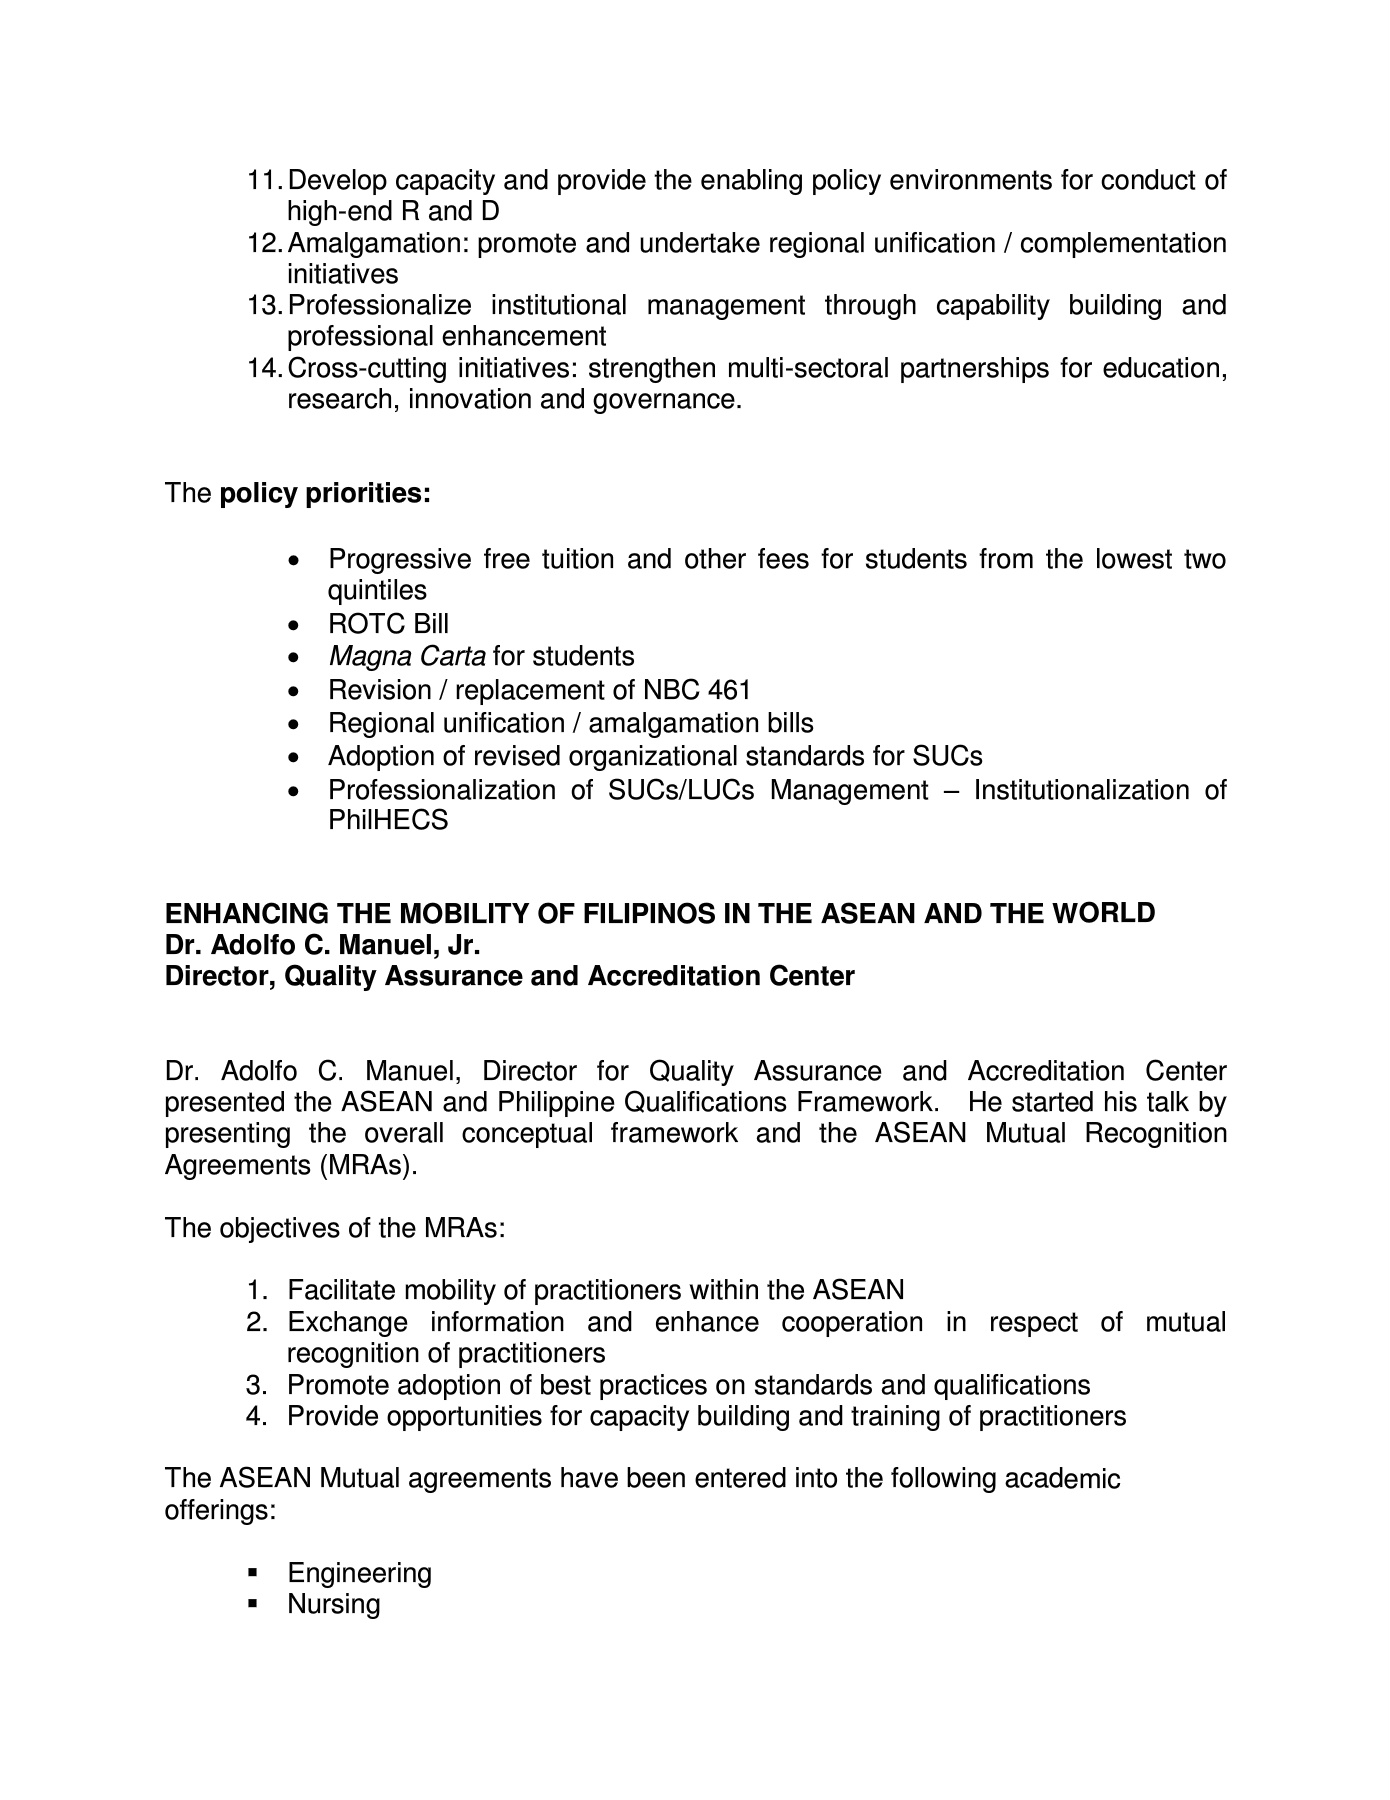 11. Develop capacity and provide the enabling policy environments for conduct of
high-end R and D
12. Amalgamation: promote and undertake regional unification / complementation
initiatives
13. Professionalize institutional management through capability building and
professional enhancement
14. Cross-cutting initiatives: strengthen multi-sectoral partnerships for education,
research, innovation and governance.
The policy priorities:
• Progressive free tuition and other fees for students from the lowest two
quintiles
• ROTC Bill
• Magna Carta for students
• Revision / replacement of NBC 461
• Regional unification / amalgamation bills
• Adoption of revised organizational standards for SUCs
• Professionalization of SUCs/LUCs Management – Institutionalization of
PhilHECS
ENHANCING THE MOBILITY OF FILIPINOS IN THE ASEAN AND THE WORLD
Dr. Adolfo C. Manuel, Jr.
Director, Quality Assurance and Accreditation Center
Dr. Adolfo C. Manuel, Director for Quality Assurance and Accreditation Center
presented the ASEAN and Philippine Qualifications Framework. He started his talk by
presenting the overall conceptual framework and the ASEAN Mutual Recognition
Agreements (MRAs).
The objectives of the MRAs:
1. Facilitate mobility of practitioners within the ASEAN
2. Exchange information and enhance cooperation in respect of mutual
recognition of practitioners
3. Promote adoption of best practices on standards and qualifications
4. Provide opportunities for capacity building and training of practitioners
The ASEAN Mutual agreements have been entered into the following academic
offerings:
▪ Engineering
▪ Nursing